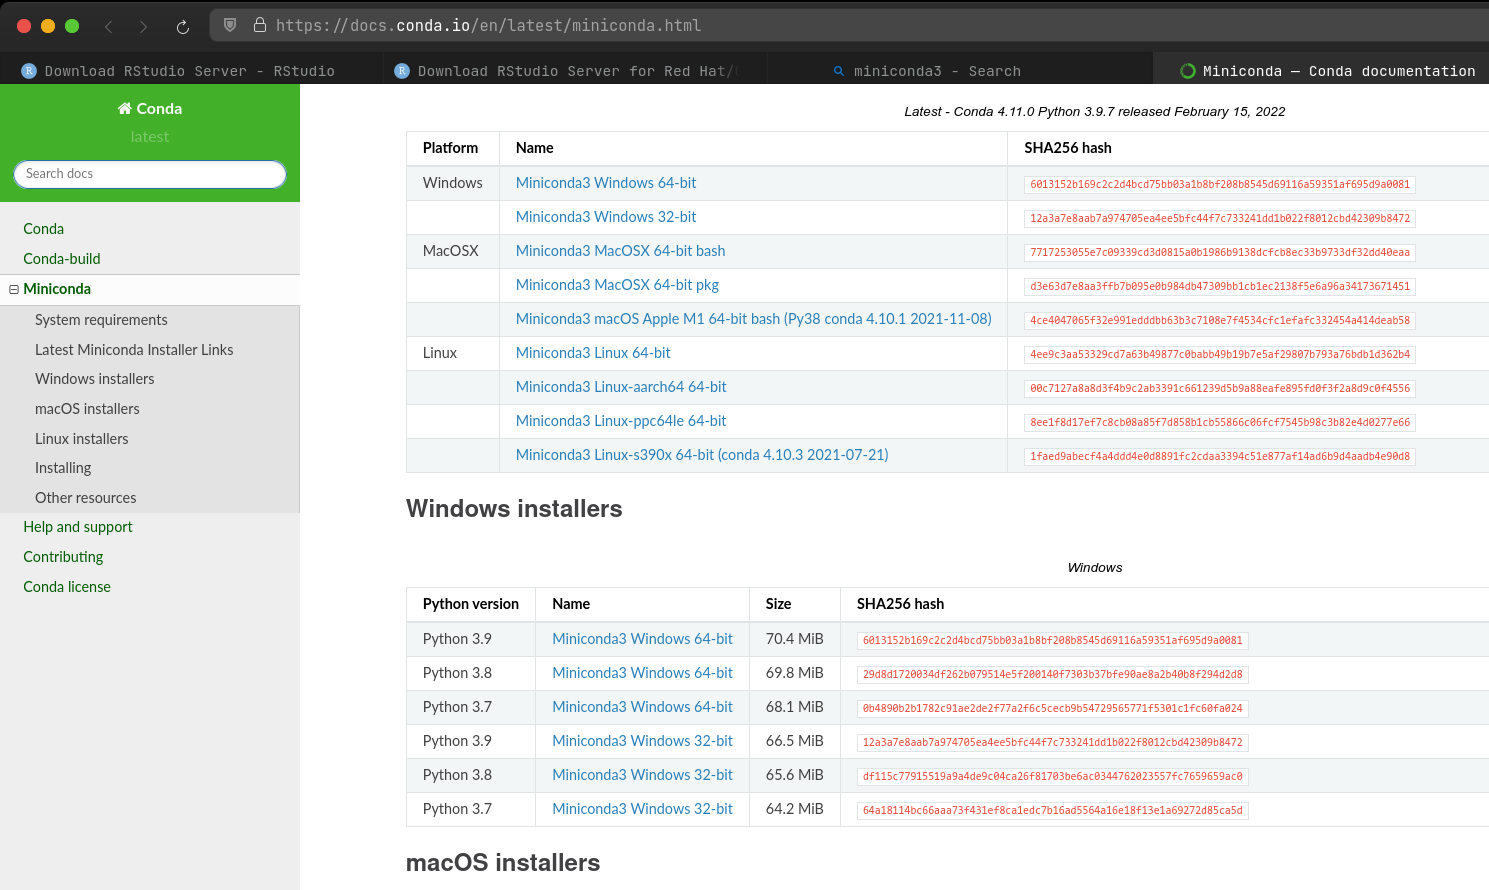 https://docs.conda.io/en/latest/miniconda.html
Download RStudio Server - RStudio
Download RStudio Server for Red Hat/
miniconda3 - Search
Miniconda — Conda documentation
Conda
latest
Search docs
Conda
Conda-build
Miniconda
System requirements
Latest Miniconda Installer Links
Windows installers
macOS installers
Linux installers
Installing
Other resources
Help and support
Contributing
Conda license
Latest - Conda 4.11.0 Python 3.9.7 released February 15, 2022
Platform Name SHA256 hash
Windows Miniconda3 Windows 64-bit 6013152b169c2c2d4bcd75bb03a1b8bf208b8545d69116a59351af695d9a0081
Miniconda3 Windows 32-bit 12a3a7e8aab7a974705ea4ee5bfc44f7c733241dd1b022f8012cbd42309b8472
MacOSX Miniconda3 MacOSX 64-bit bash 7717253055e7c09339cd3d0815a0b1986b9138dcfcb8ec33b9733df32dd40eaa
Miniconda3 MacOSX 64-bit pkg d3e63d7e8aa3ffb7b095e0b984db47309bb1cb1ec2138f5e6a96a34173671451
Miniconda3 macOS Apple M1 64-bit bash (Py38 conda 4.10.1 2021-11-08) 4ce4047065f32e991edddbb63b3c7108e7f4534cfc1efafc332454a414deab58
Linux Miniconda3 Linux 64-bit 4ee9c3aa53329cd7a63b49877c0babb49b19b7e5af29807b793a76bdb1d362b4
Miniconda3 Linux-aarch64 64-bit 00c7127a8a8d3f4b9c2ab3391c661239d5b9a88eafe895fd0f3f2a8d9c0f4556
Miniconda3 Linux-ppc64le 64-bit 8ee1f8d17ef7c8cb08a85f7d858b1cb55866c06fcf7545b98c3b82e4d0277e66
Miniconda3 Linux-s390x 64-bit (conda 4.10.3 2021-07-21) 1faed9abecf4a4ddd4e0d8891fc2cdaa3394c51e877af14ad6b9d4aadb4e90d8
Windows installers
Windows
Python version Name Size SHA256 hash
Python 3.9 Miniconda3 Windows 64-bit 70.4 MiB 6013152b169c2c2d4bcd75bb03a1b8bf208b8545d69116a59351af695d9a0081
Python 3.8 Miniconda3 Windows 64-bit 69.8 MiB 29d8d1720034df262b079514e5f200140f7303b37bfe90ae8a2b40b8f294d2d8
Python 3.7 Miniconda3 Windows 64-bit 68.1 MiB 0b4890b2b1782c91ae2de2f77a2f6c5cecb9b54729565771f5301c1fc60fa024
Python 3.9 Miniconda3 Windows 32-bit 66.5 MiB 12a3a7e8aab7a974705ea4ee5bfc44f7c733241dd1b022f8012cbd42309b8472
Python 3.8 Miniconda3 Windows 32-bit 65.6 MiB df115c77915519a9a4de9c04ca26f81703be6ac0344762023557fc7659659ac0
Python 3.7 Miniconda3 Windows 32-bit 64.2 MiB 64a18114bc66aaa73f431ef8ca1edc7b16ad5564a16e18f13e1a69272d85ca5d
macOS installers